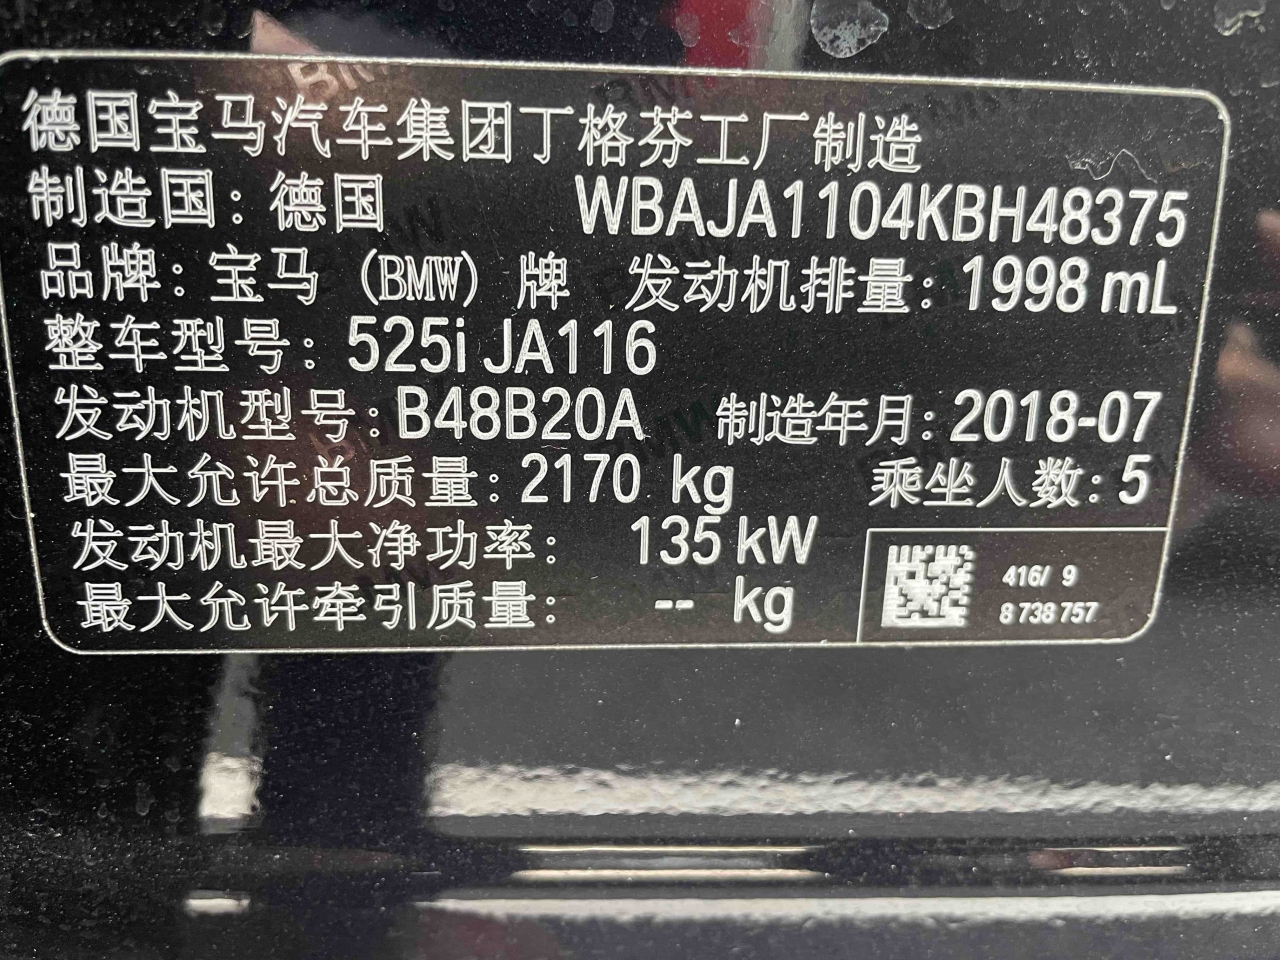 德国宝马汽车集团丁格芬工厂制造
制造国：德国 WBAJA1104KBH48375
品牌：宝马 (BMW) 牌 发动机排量：1998 mL
整车型号：525i JA116
发动机型号：B48B20A 制造年月：2018-07
最大允许总质量：2170 kg 乘坐人数：5
发动机最大净功率： 135 kW
最大允许牵引质量： -- kg
416/ 9
8 738 757